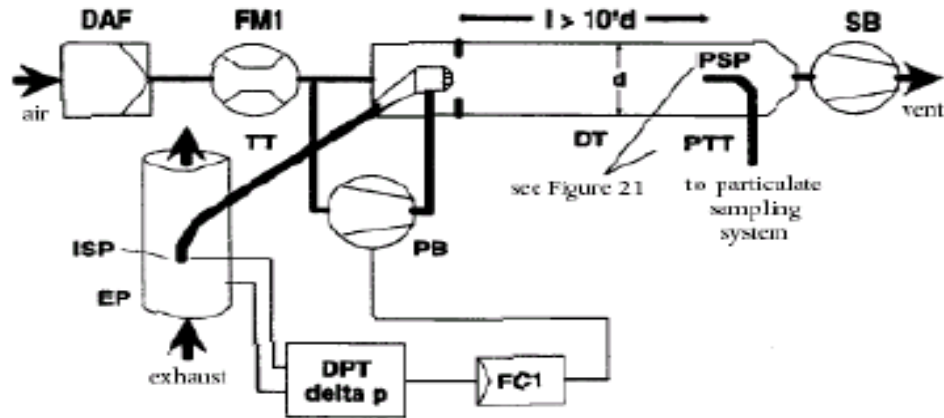 DAF
FM1
l > 10*d
SB
air
d
PSP
vent
TT
DT
PTT
see Figure 21
to particulate
sampling
system
ISP
PB
EP
exhaust
DPT
delta p
FC1